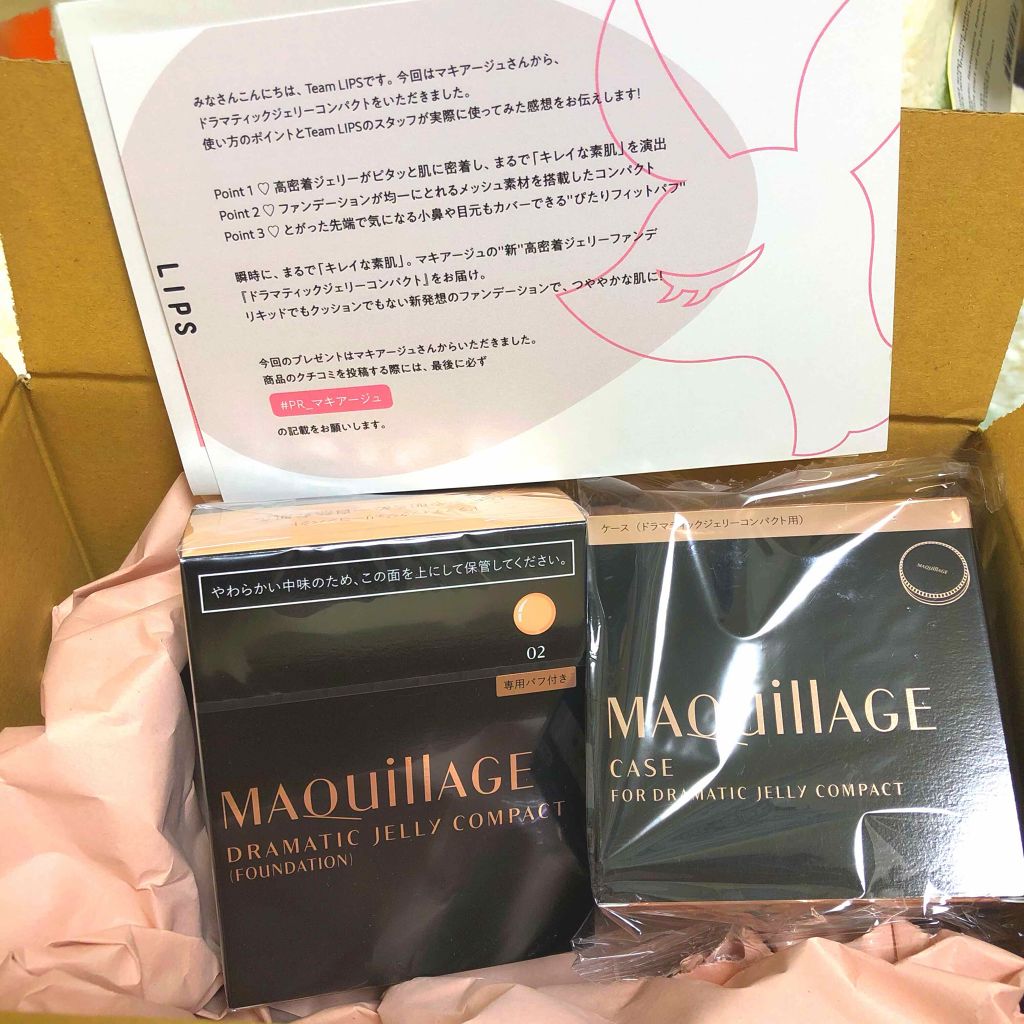 みなさんこんにちは、Team LIPSです。今回はマキアージュさんから、
ドラマティックジェリーコンパクトをいただきました。
使い方のポイントとTeam LIPSのスタッフが実際に使ってみた感想をお伝えします!
Point 1 ♡ 高密着ジェリーがピタッと肌に密着し、まるで「キレイな素肌」を演出
Point 2 ♡ ファンデーションが均一にとれるメッシュ素材を搭載したコンパクト
Point 3 ♡ とがった先端で気になる小鼻や目元もカバーできる"ぴたりフィットパフ"
瞬時に、まるで「キレイな素肌」。マキアージュの"新"高密着ジェリーファンデ
『ドラマティックジェリーコンパクト』をお届け。
リキッドでもクッションでもない新発想のファンデーションで、つややかな肌に!
LIPS
今回のプレゼントはマキアージュさんからいただきました。
商品のクチコミを投稿する際には、最後に必ず
#PR_マキアージュ
の記載をお願いします。
やわらかい中味のため、この面を上にして保管してください。
02
専用パフ付き
MAQuillAGE
DRAMATIC JELLY COMPACT
(FOUNDATION)
ケース(ドラマティックジェリーコンパクト用)
MAQuillAGE
MAQuillAGE
CASE
FOR DRAMATIC JELLY COMPACT